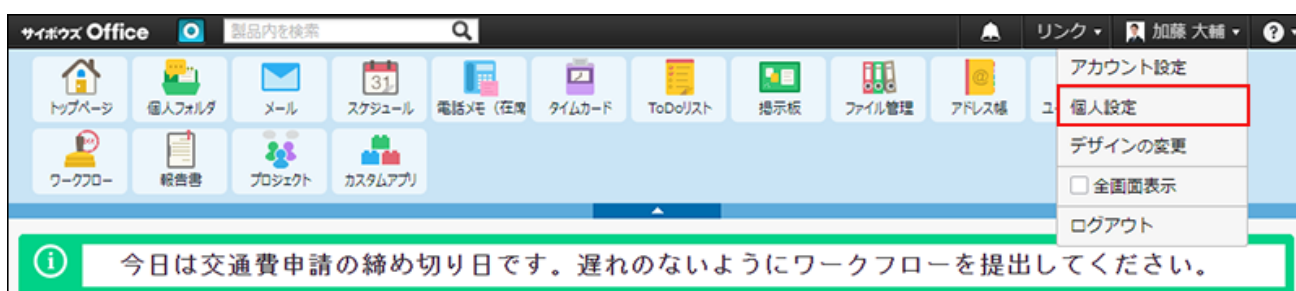 サイボウズ Office 製品内を検索 リンク 加藤 大輔
アカウント設定
個人設定
デザインの変更
全画面表示
ログアウト
トップページ 個人フォルダ メール スケジュール 電話メモ（在席 タイムカード ToDoリスト 掲示板 ファイル管理 アドレス帳 ユ
ワークフロー 報告書 プロジェクト カスタムアプリ
今日は交通費申請の締め切り日です。遅れのないようにワークフローを提出してください。